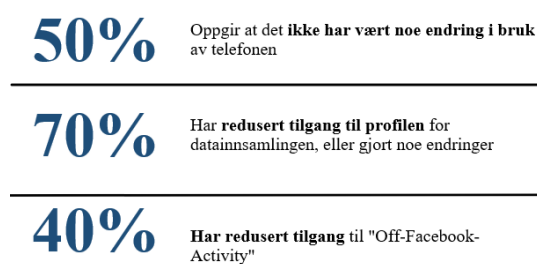 50%
Oppgir at det ikke har vært noe endring i bruk
av telefonen
70%
Har redusert tilgang til profilen for
datainnsamlingen, eller gjort noe endringer
40%
Har redusert tilgang til "Off-Facebook-
Activity"